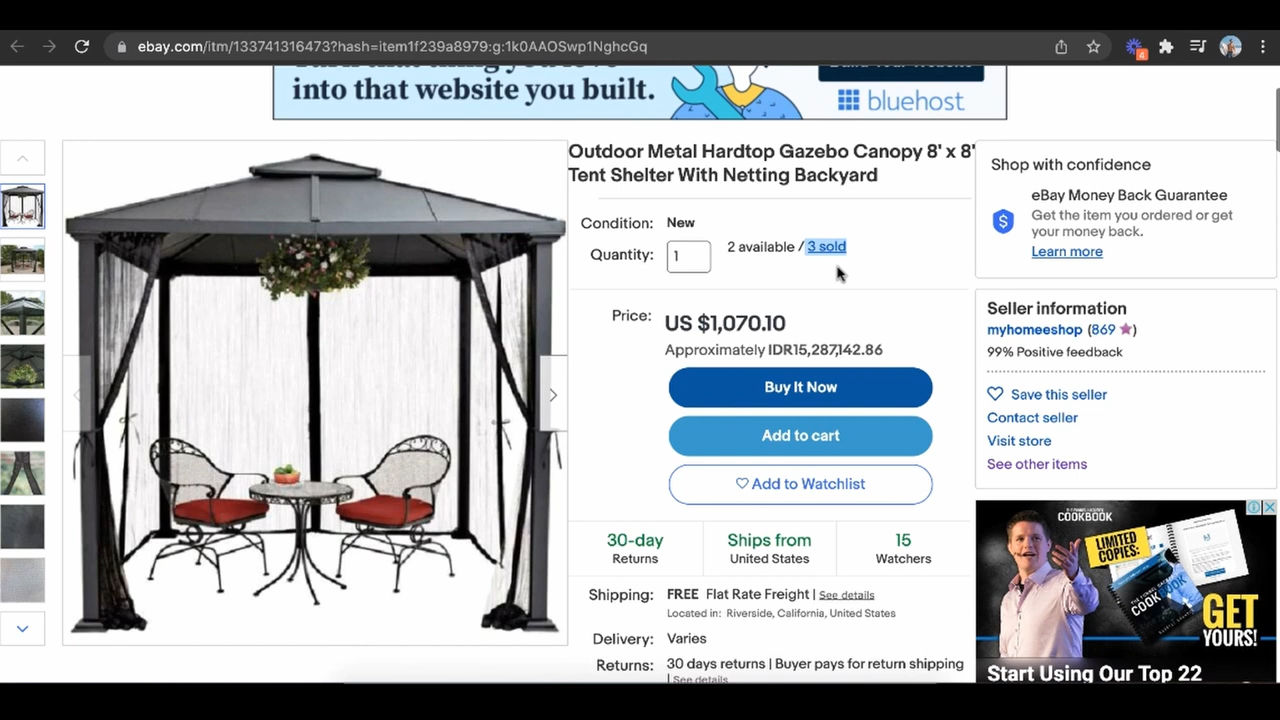 ebay.com/itm/133741316473?hash=item1f239a8979:g:1k0AAOSwp1NghcGq
4
into that website you built.
bluehost
Outdoor Metal Hardtop Gazebo Canopy 8' x 8'
Tent Shelter With Netting Backyard
Condition: New
Quantity: 1 2 available / 3 sold
Price: US $1,070.10
Approximately IDR15,287,142.86
Buy It Now
Add to cart
Add to Watchlist
30-day Returns
Ships from United States
15 Watchers
Shipping: FREE Flat Rate Freight | See details
Located in: Riverside, California, United States
Delivery: Varies
Returns: 30 days returns | Buyer pays for return shipping
| See details
Shop with confidence
eBay Money Back Guarantee
Get the item you ordered or get
your money back.
Learn more
Seller information
myhomeeshop (869)
99% Positive feedback
Save this seller
Contact seller
Visit store
See other items
COOKBOOK
LIMITED
COPIES:
GET
YOURS!
Start Using Our Top 22